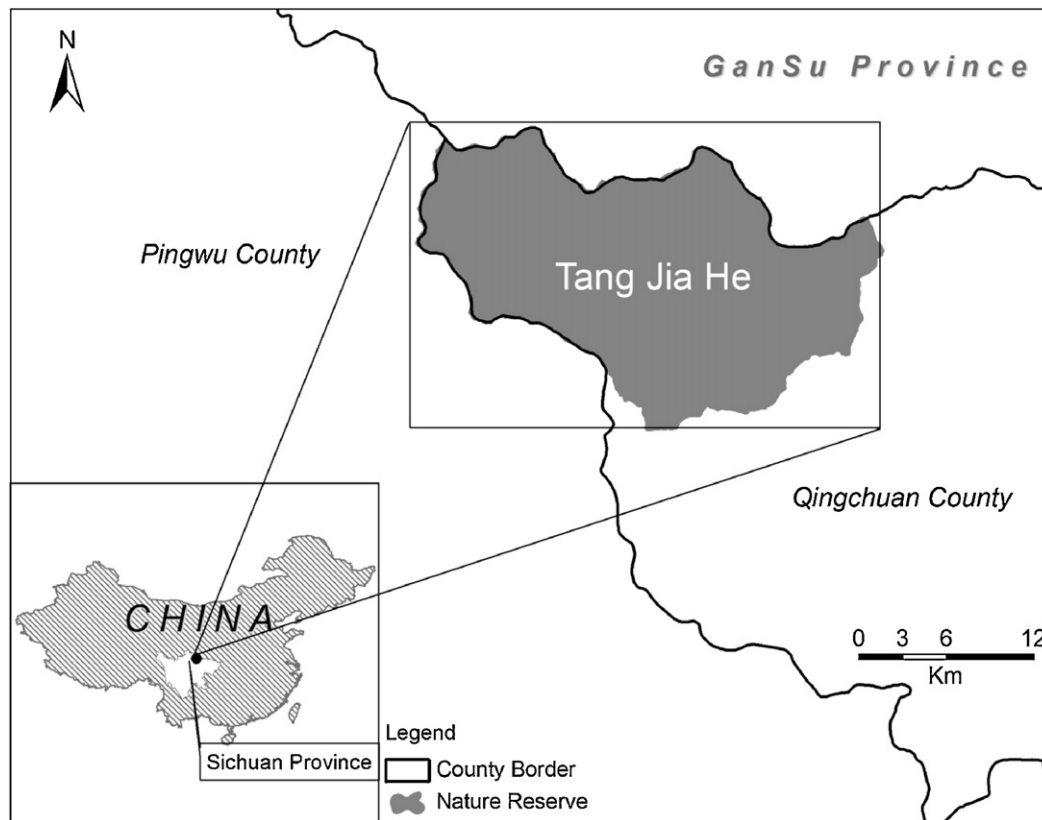 N
GanSu Province
Pingwu County
Tang Jia He
Qingchuan County
CHINA
0 3 6 12
Km
Sichuan Province
Legend
County Border
Nature Reserve